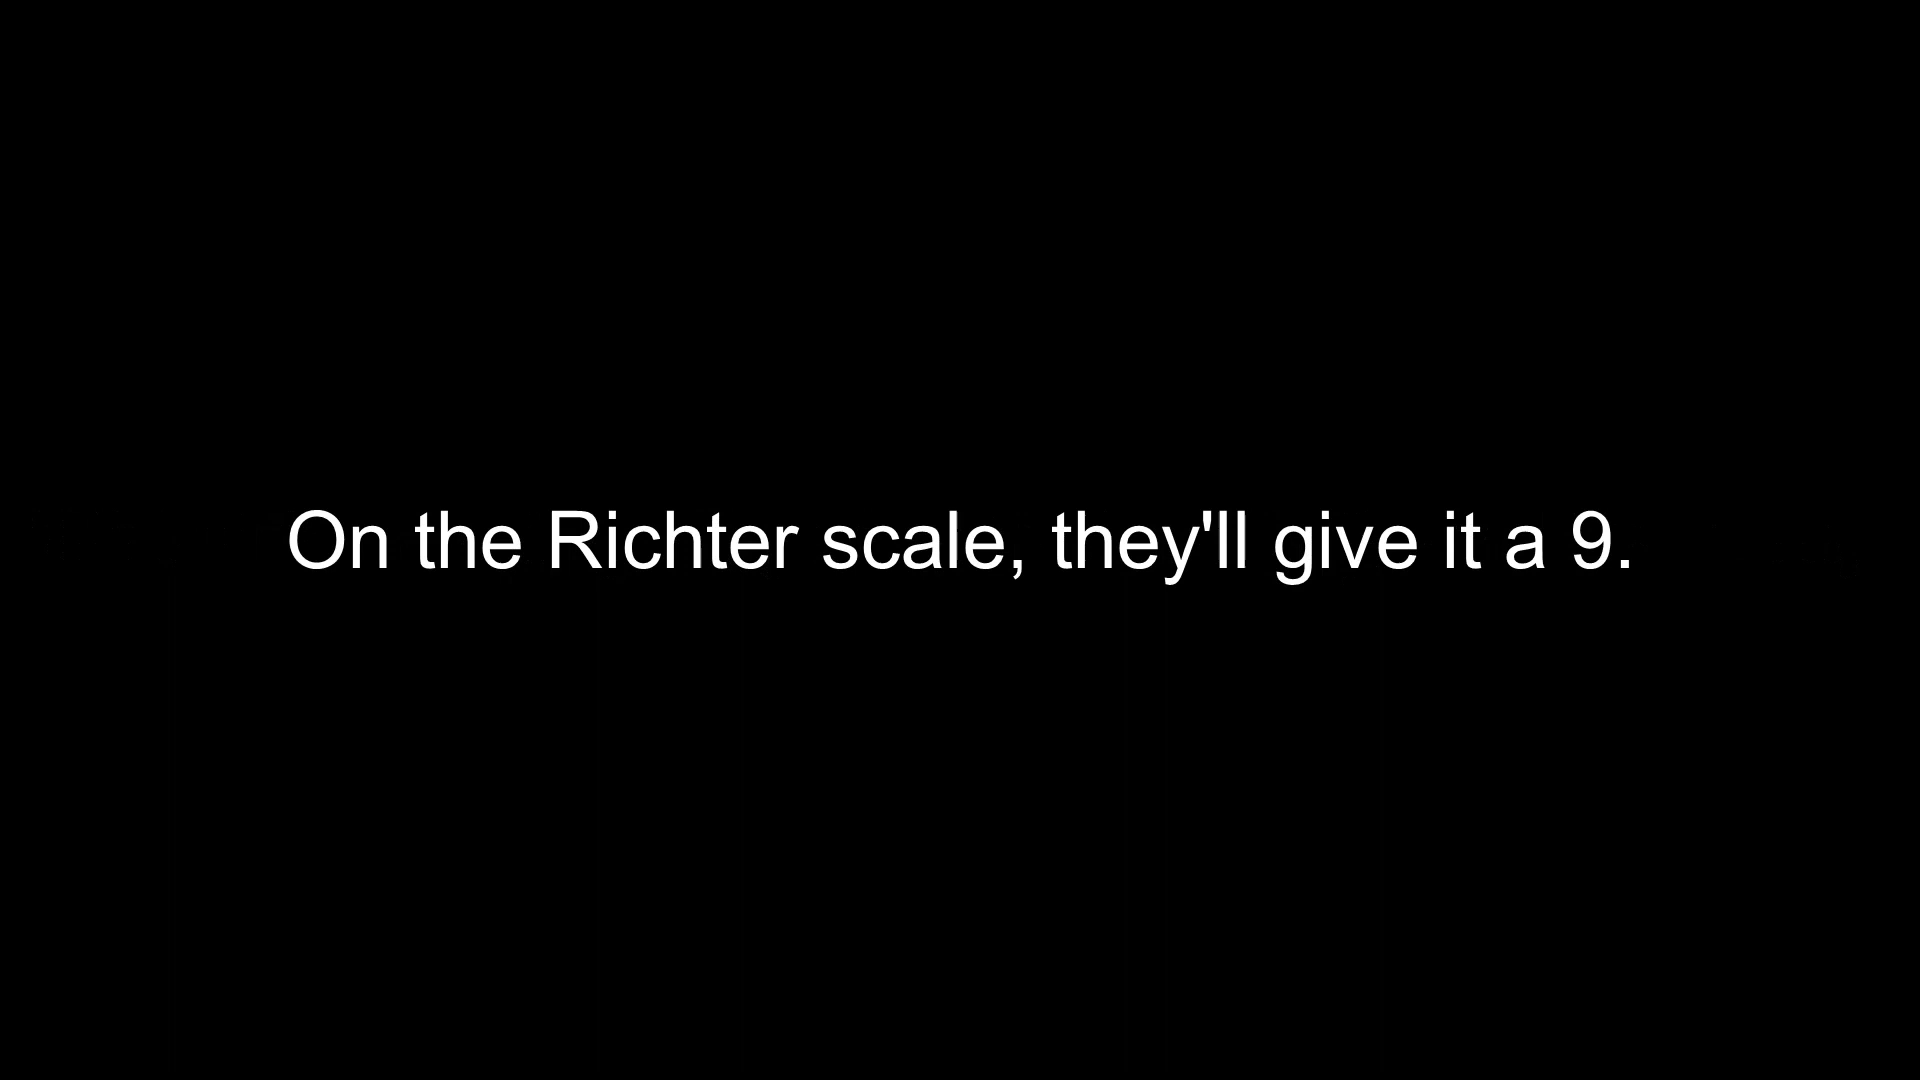 On the Richter scale, they'll give it a 9.